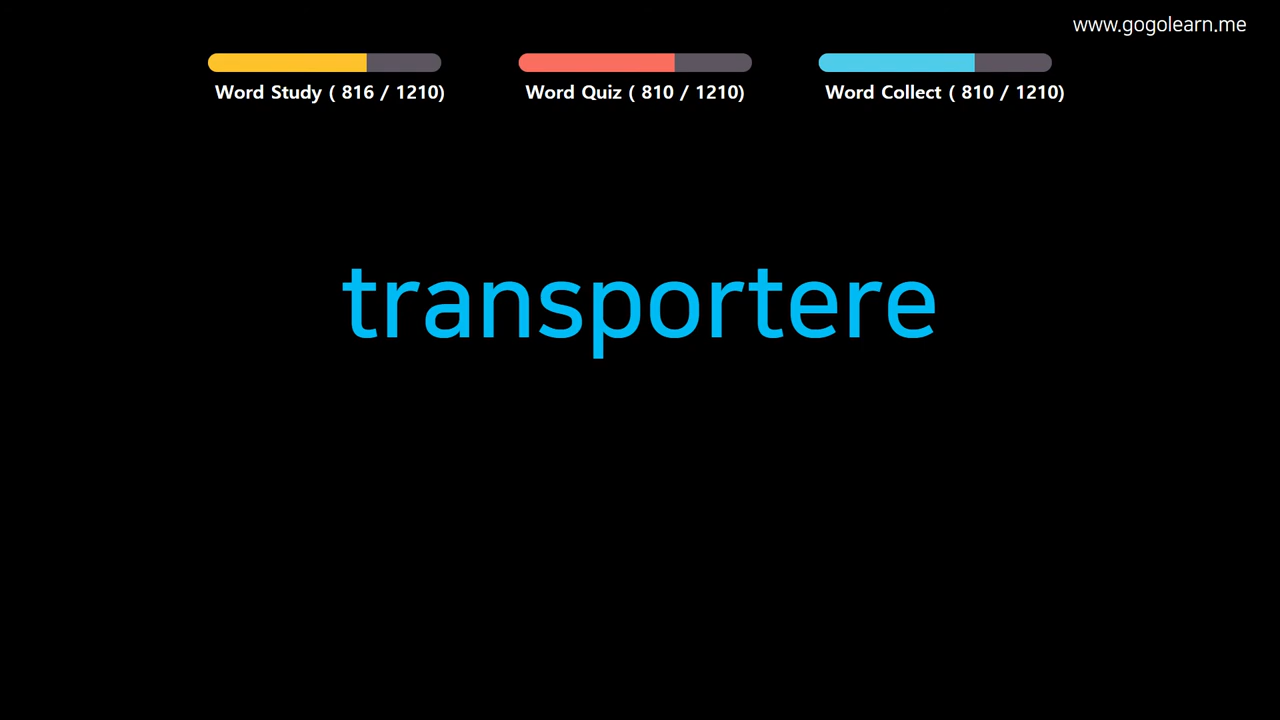 www.gogolearn.me
Word Study ( 816 / 1210)
Word Quiz ( 810 / 1210)
Word Collect ( 810 / 1210)
transportere